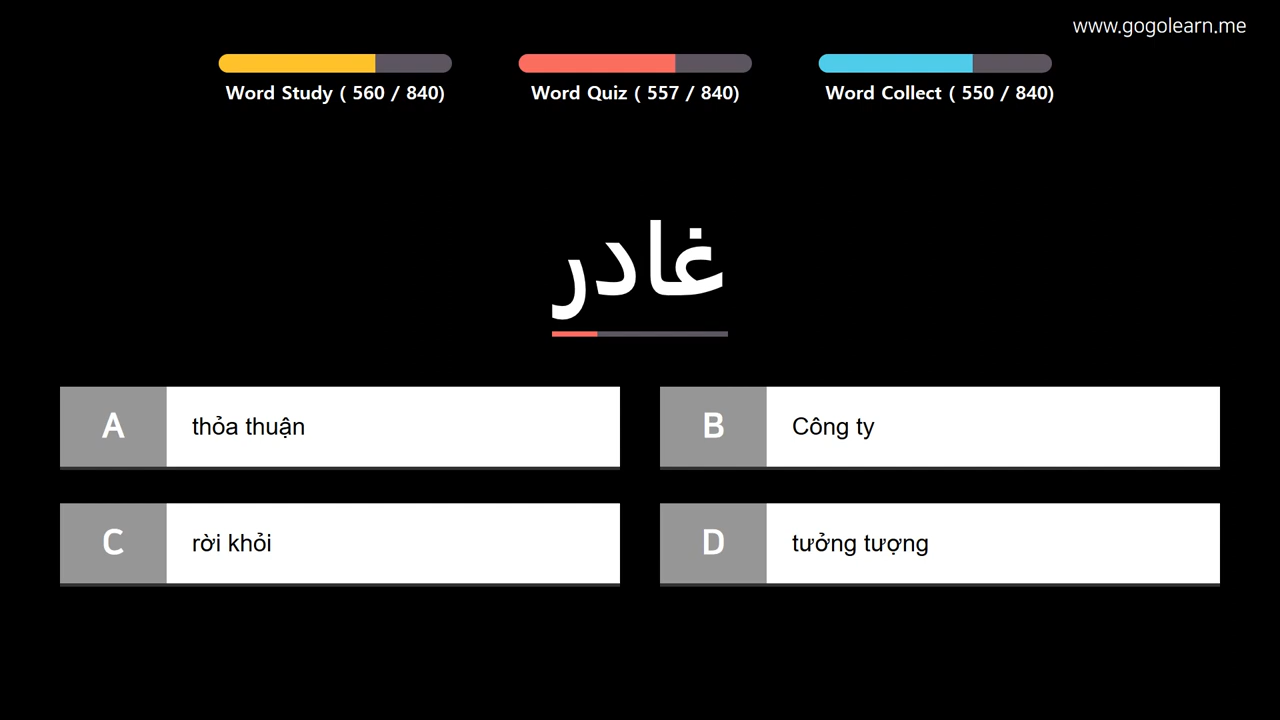 www.gogolearn.me
Word Study ( 560 / 840)
Word Quiz ( 557 / 840)
Word Collect ( 550 / 840)
غادر
A
thỏa thuận
B
Công ty
C
rời khỏi
D
tưởng tượng